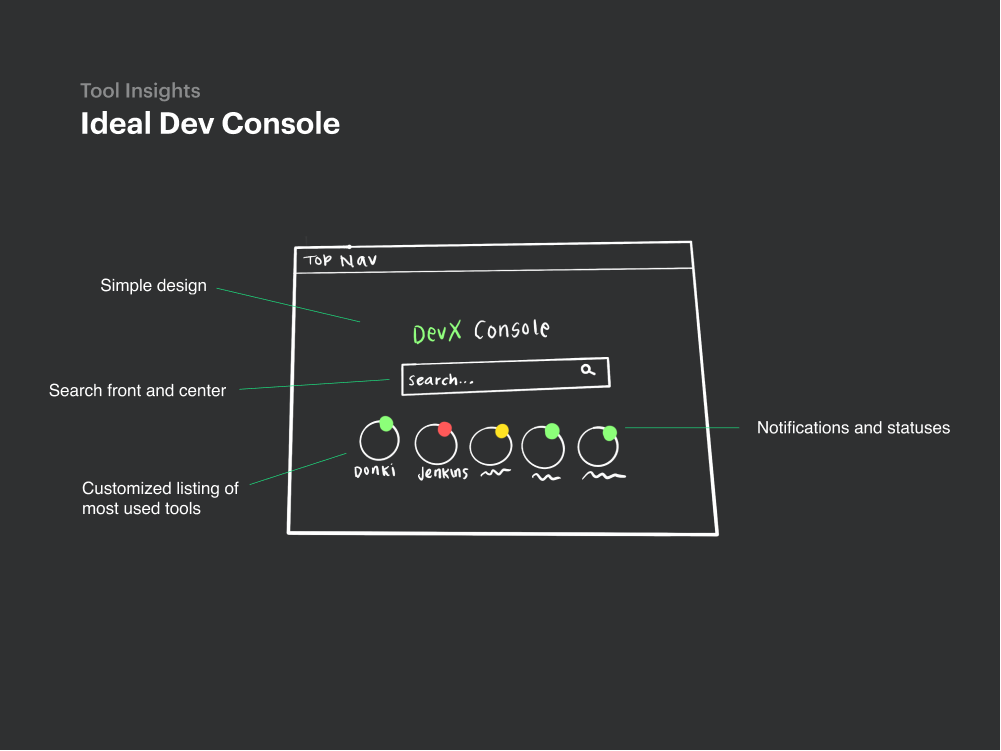 Tool Insights
Ideal Dev Console
TOP Nav
Simple design
DevX Console
Search front and center
search...
Notifications and statuses
Donki
Jenkins
Customized listing of
most used tools